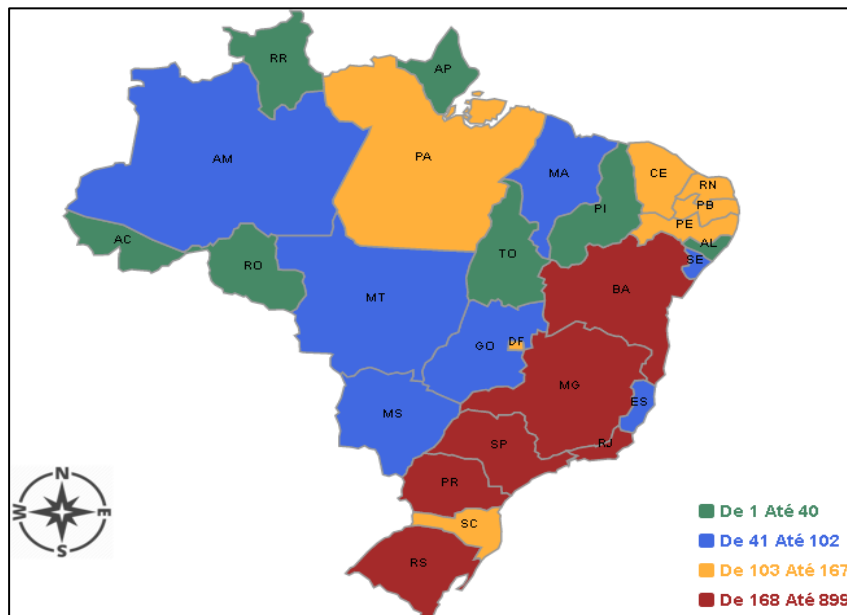 RR
AP
AM
PA
MA
CE
RN
PB
PI
PE
AC
AL
TO
SE
RO
BA
MT
GO
DF
MG
MS
ES
SP
RJ
PR
SC
RS
N
W
E
S
De 1 Até 40
De 41 Até 102
De 103 Até 167
De 168 Até 899